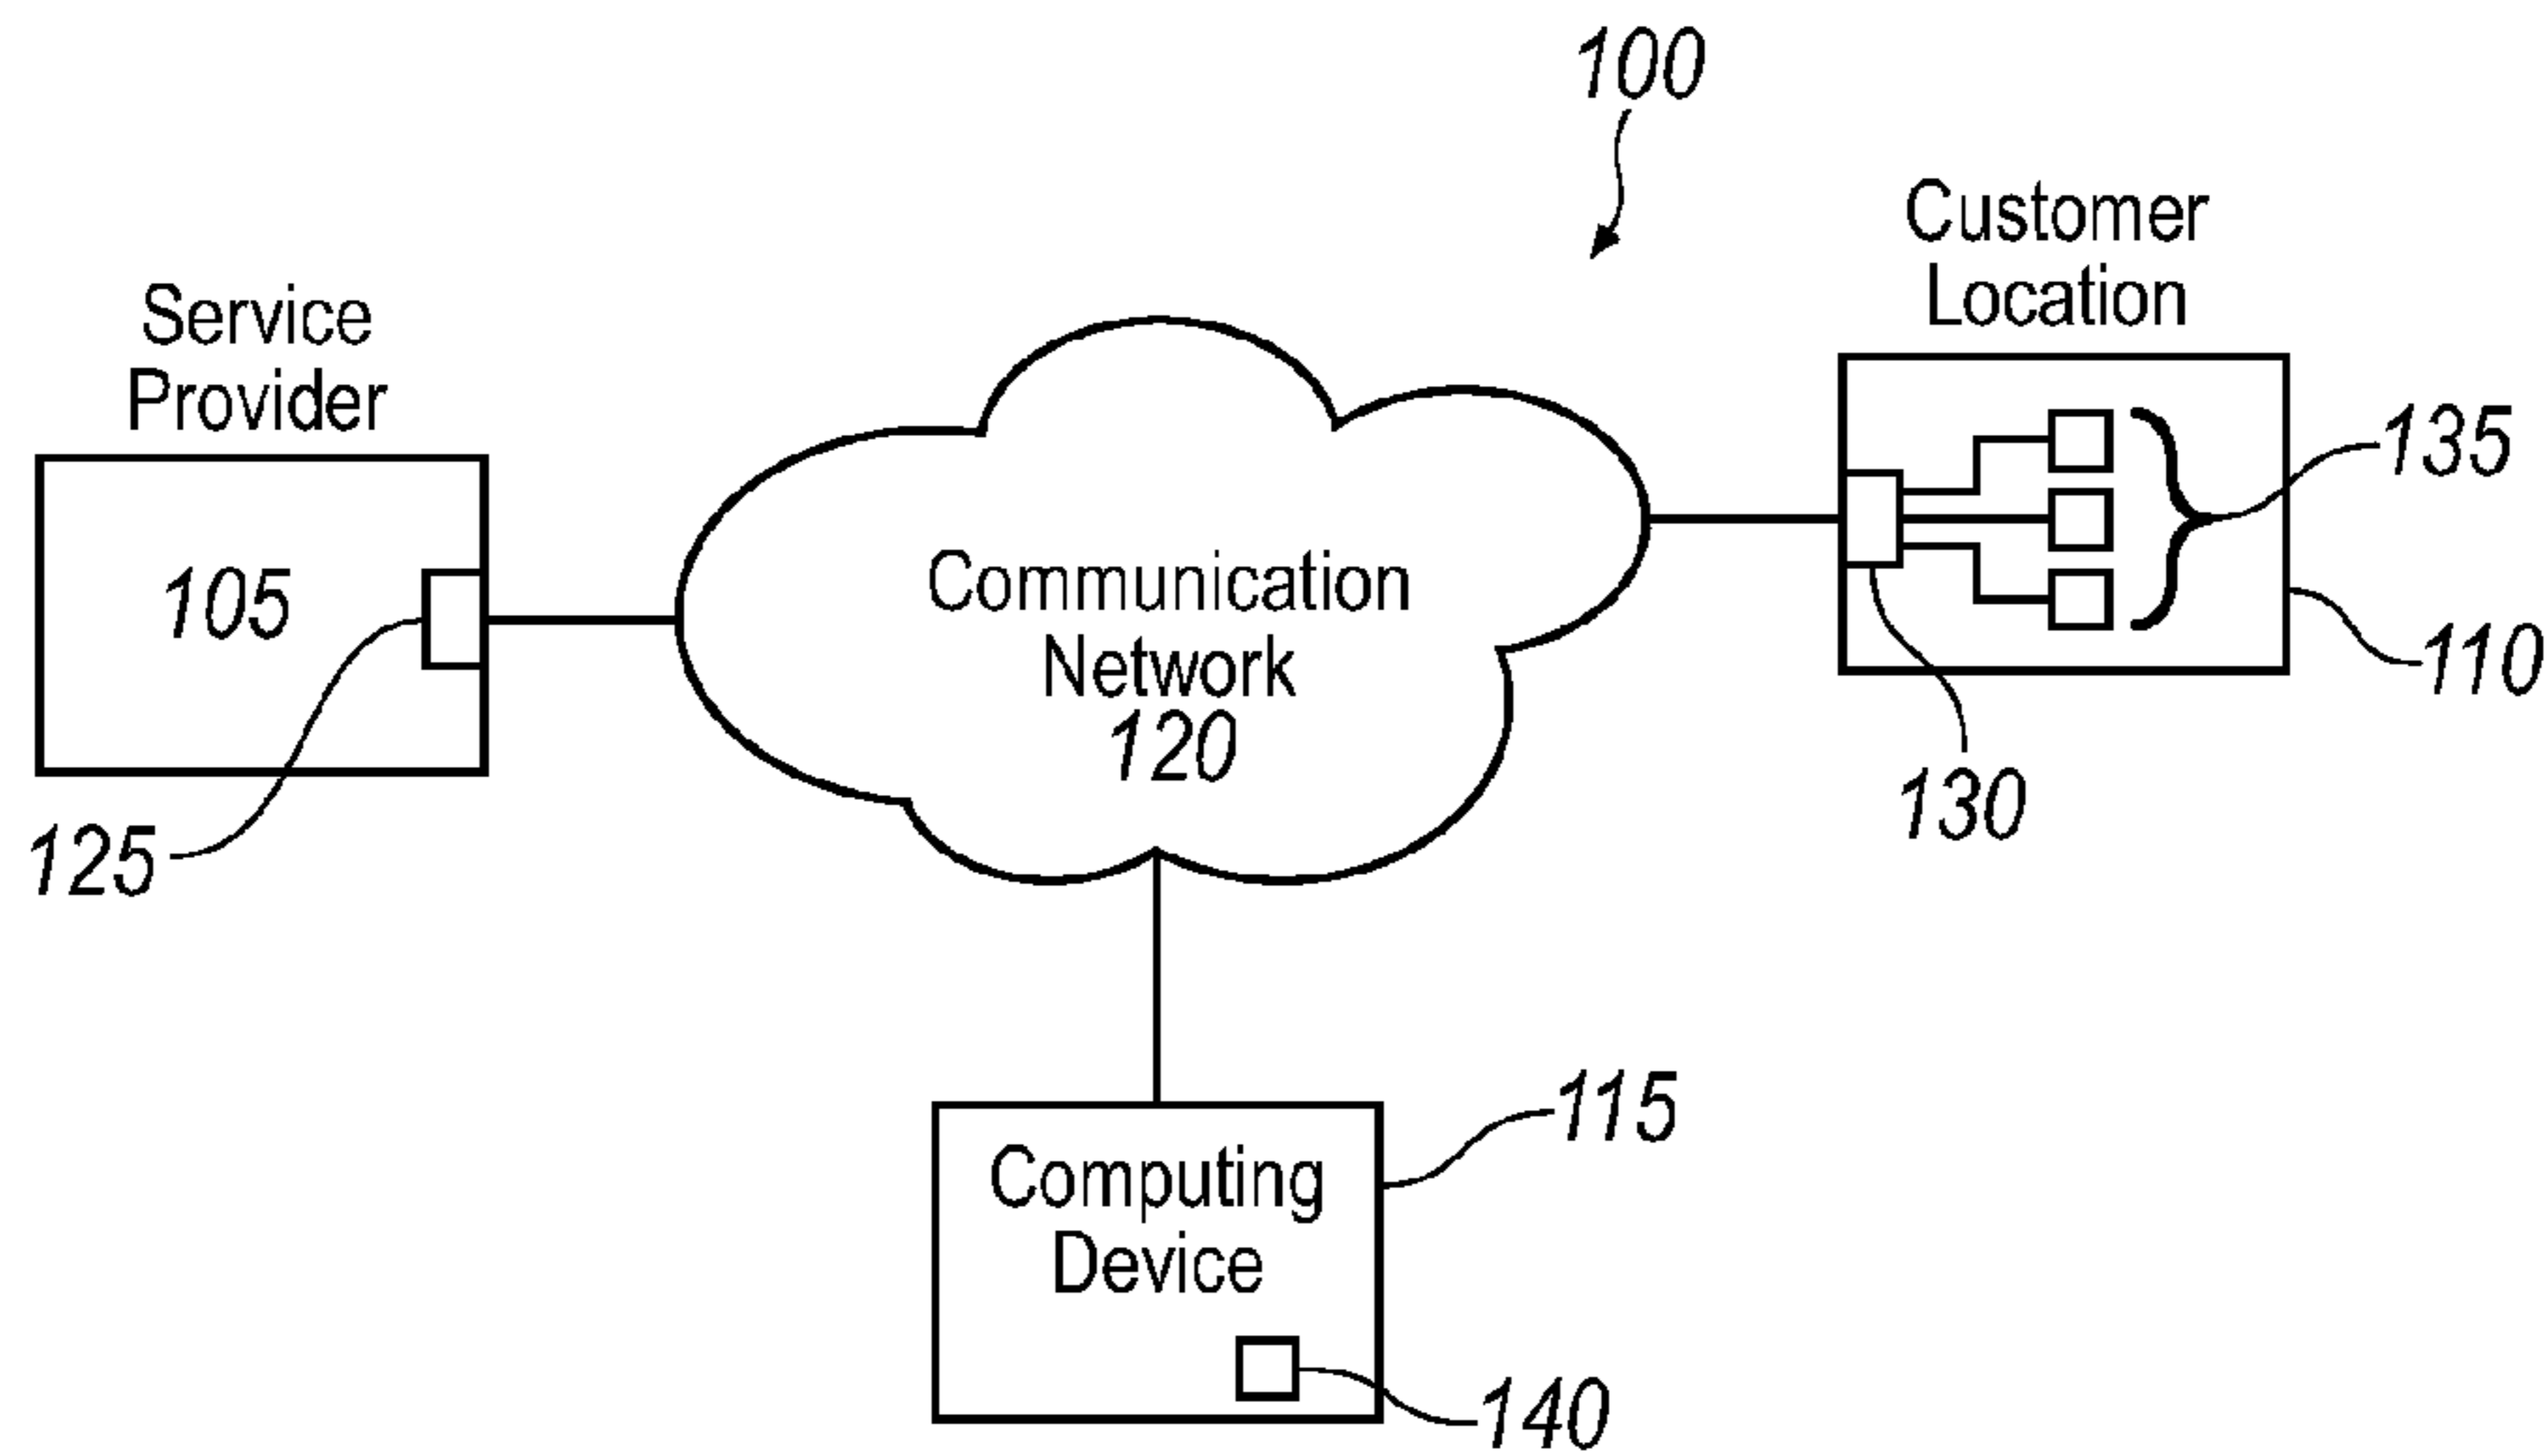 100
Customer
Location
Service
Provider
135
105
Communication
Network
120
110
130
125
115
Computing
Device
140